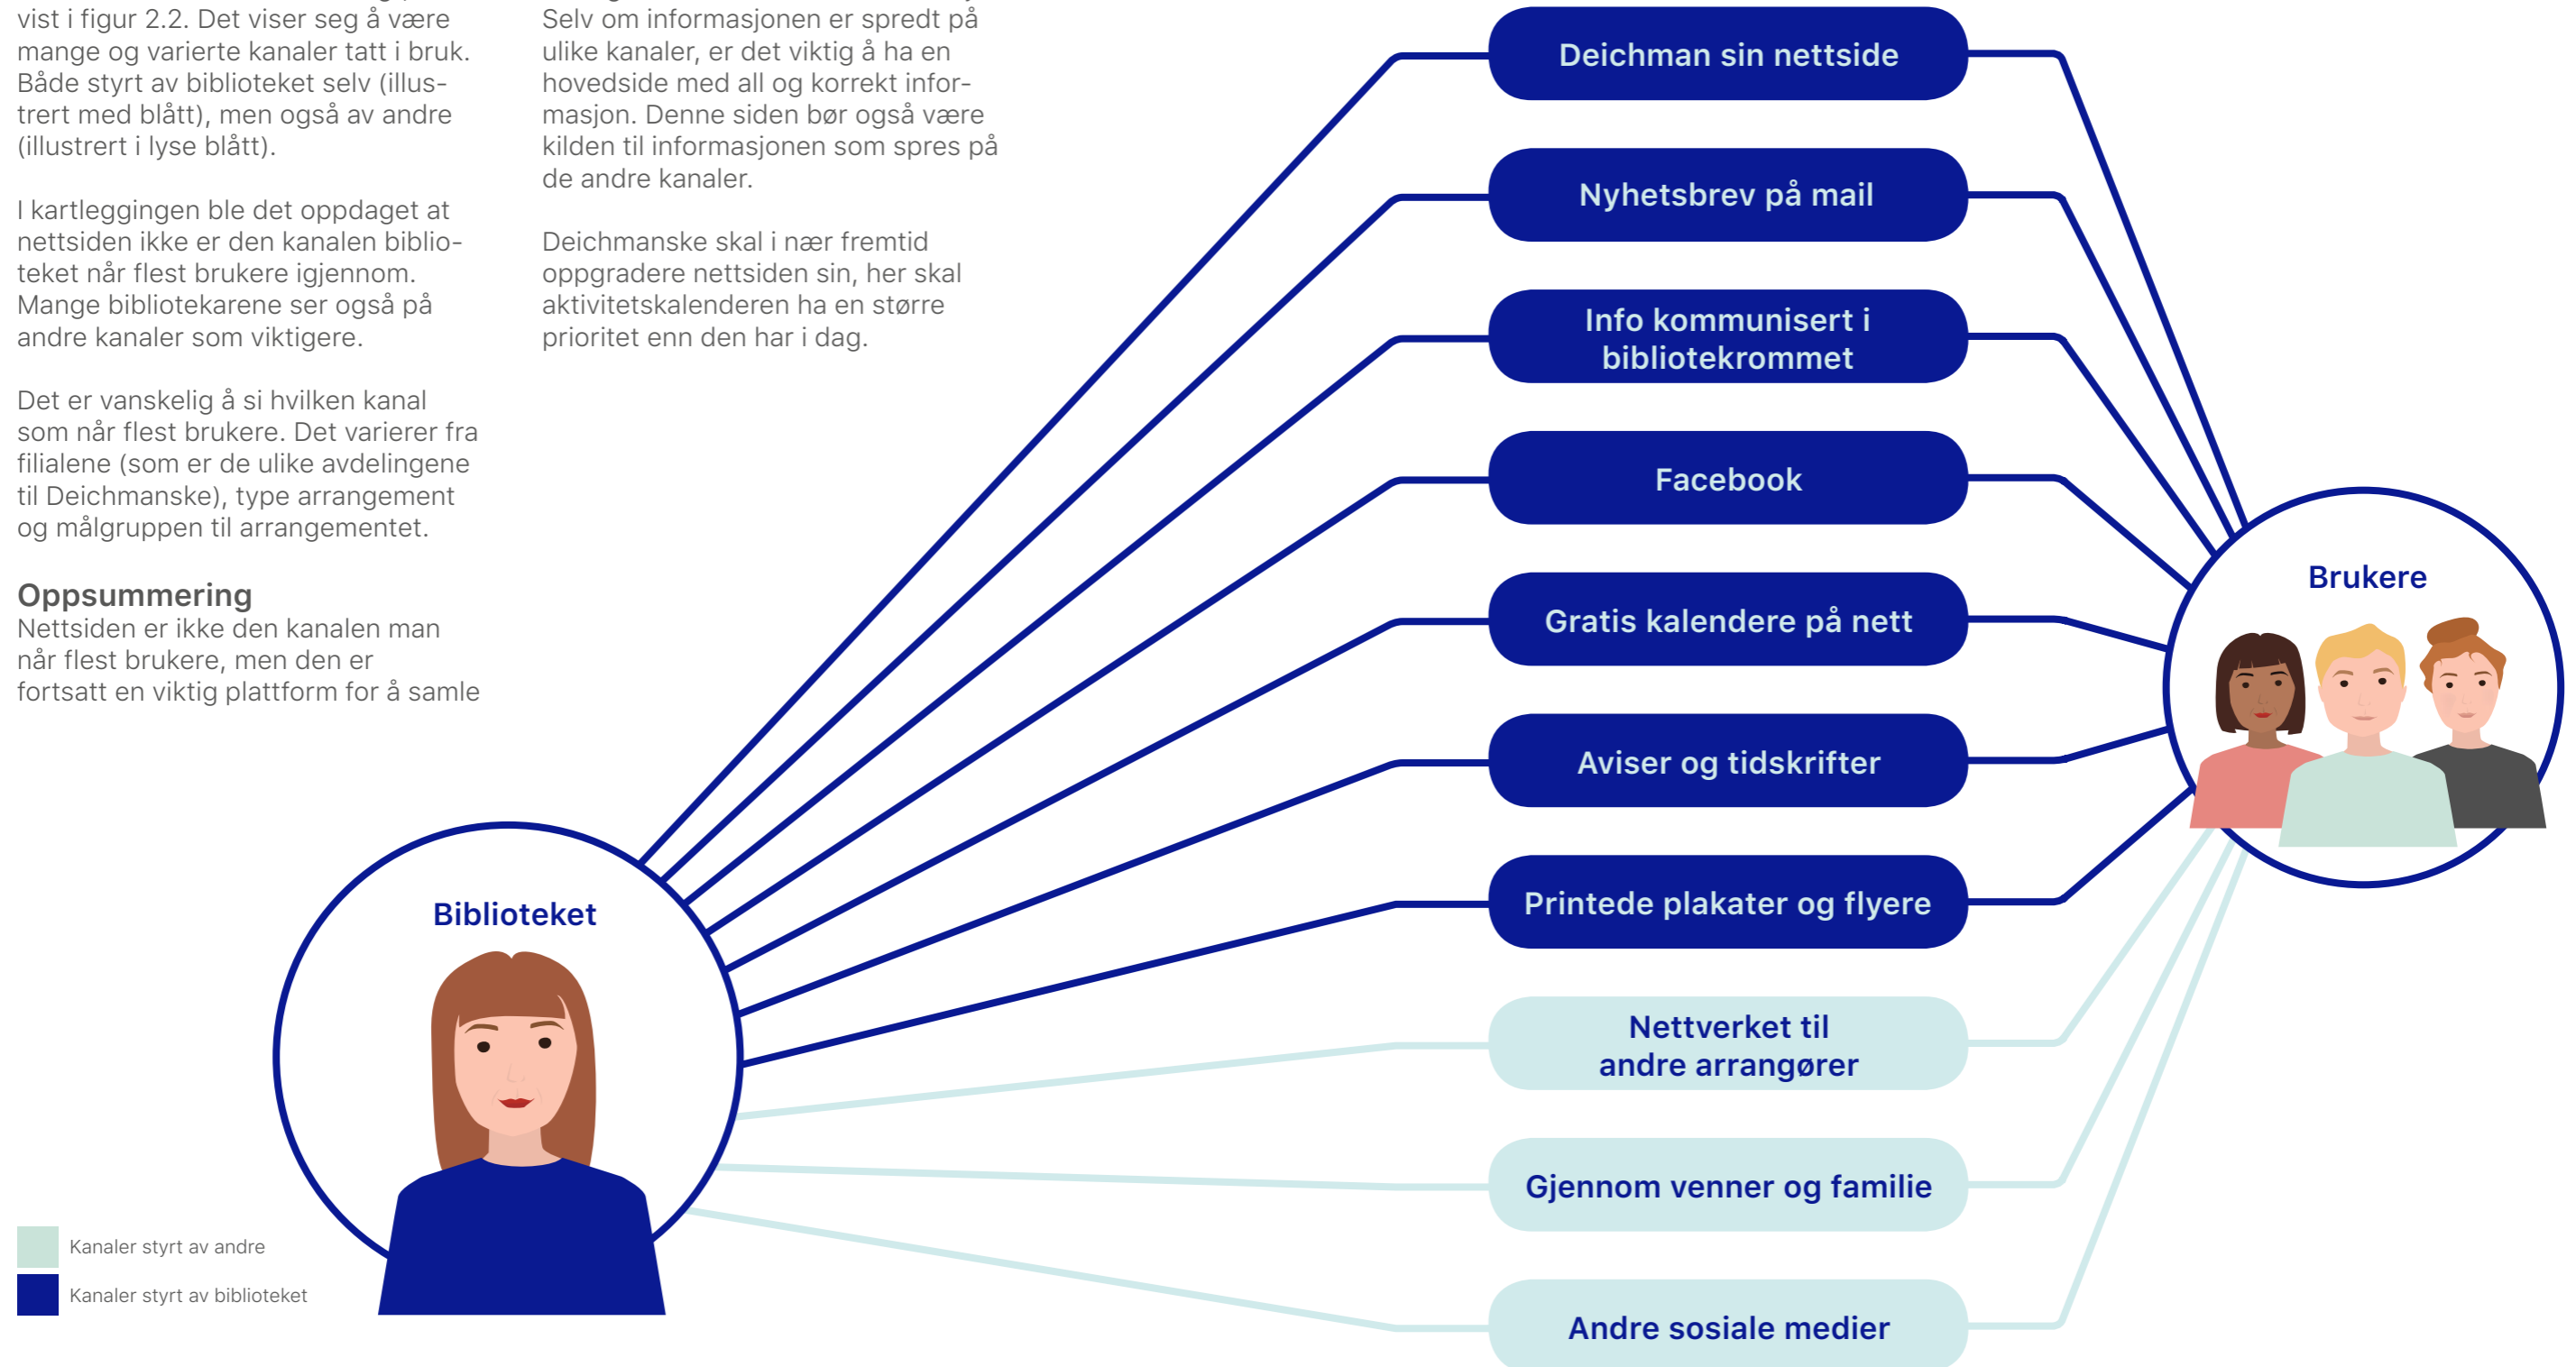 vist i figur 2.2. Det viser seg å være
mange og varierte kanaler tatt i bruk.
Både styrt av biblioteket selv (illus-
trert med blått), men også av andre
(illustrert i lyse blått).
I kartleggingen ble det oppdaget at
nettsiden ikke er den kanalen biblio-
teket når flest brukere igjennom.
Mange bibliotekarene ser også på
andre kanaler som viktigere.
Det er vanskelig å si hvilken kanal
som når flest brukere. Det varierer fra
filialene (som er de ulike avdelingene
til Deichmanske), type arrangement
og målgruppen til arrangementet.
Oppsummering
Nettsiden er ikke den kanalen man
når flest brukere, men den er
fortsatt en viktig plattform for å samle
Selv om informasjonen er spredt på
ulike kanaler, er det viktig å ha en
hovedside med all og korrekt infor-
masjon. Denne siden bør også være
kilden til informasjonen som spres på
de andre kanaler.
Deichmanske skal i nær fremtid
oppgradere nettsiden sin, her skal
aktivitetskalenderen ha en større
prioritet enn den har i dag.
Deichman sin nettside
Nyhetsbrev på mail
Info kommunisert i
bibliotekrommet
Facebook
Gratis kalendere på nett
Aviser og tidskrifter
Printede plakater og flyere
Nettverket til
andre arrangører
Gjennom venner og familie
Andre sosiale medier
Brukere
Biblioteket
Kanaler styrt av andre
Kanaler styrt av biblioteket